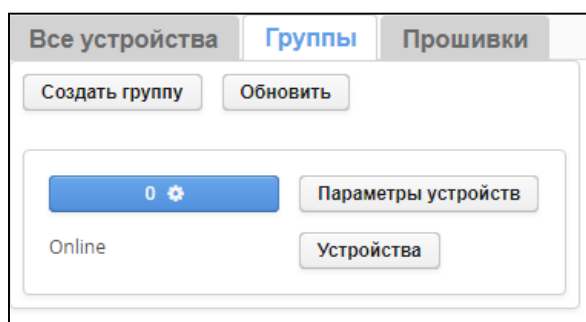 Все устройства Группы Прошивки
Создать группу Обновить
0 Параметры устройств
Online Устройства